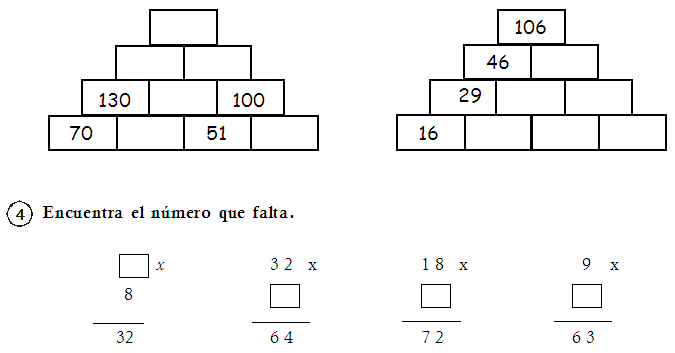 106
46
130 100 29
70 51 16
4 Encuentra el número que falta.
x 32 x 18 x 9 x
8
32 64 72 63